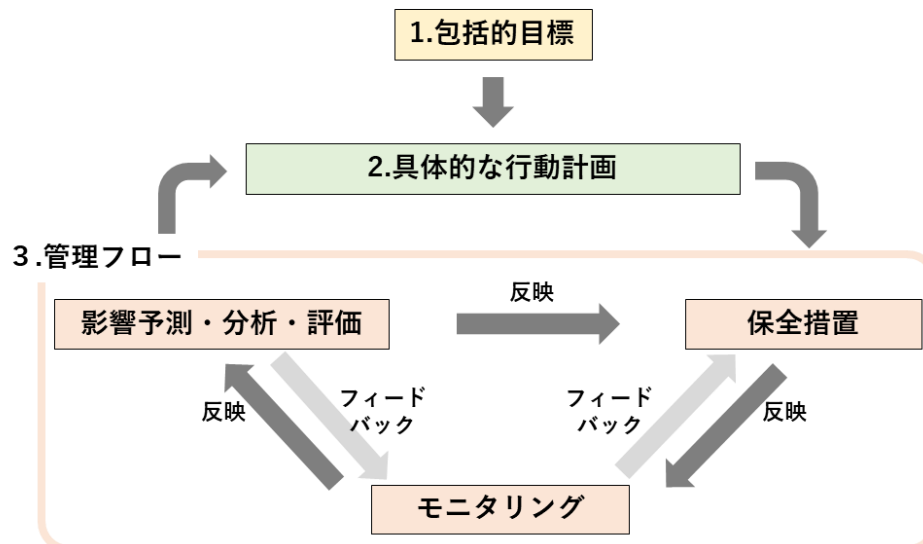 1.包括的目標
2.具体的な行動計画
３.管理フロー
反映
影響予測・分析・評価
保全措置
反映
フィード
バック
フィード
バック
反映
モニタリング